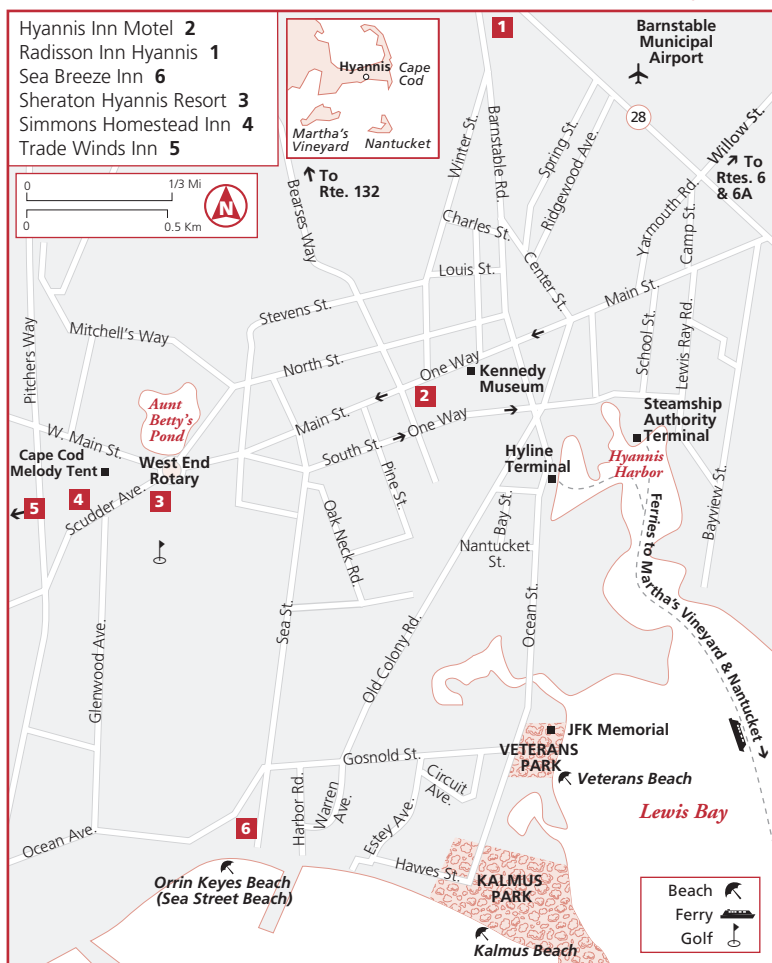 Hyannis Inn Motel 2
Radisson Inn Hyannis 1
Sea Breeze Inn 6
Sheraton Hyannis Resort 3
Simmons Homestead Inn 4
Trade Winds Inn 5
0 1/3 Mi
0 0.5 Km
N
Hyannis
Cape
Cod
Martha's
Vineyard
Nantucket
1
Barnstable
Municipal
Airport
28
Willow St.
To
Rtes. 6
& 6A
To
Rte. 132
Bearses Way
Winter St.
Barnstable Rd.
Spring St.
Ridgewood Ave.
Yarmouth Rd.
Camp St.
Charles St.
Center St.
Louis St.
Main St.
Stevens St.
School St.
Lewis Ray Rd.
Pitchers Way
Mitchell's Way
North St.
One Way
Kennedy
Museum
2
Aunt
Betty's
Pond
Main St.
One Way
South St.
Steamship
Authority
Terminal
W. Main St.
Cape Cod
Melody Tent
West End
Rotary
Hyline
Terminal
Hyannis
Harbor
Bayview St.
Pine St.
5
4
3
Scudder Ave.
Oak Neck Rd.
Bay St.
Nantucket
St.
Ferries to Martha's Vineyard & Nantucket
Sea St.
Old Colony Rd.
Ocean St.
Glenwood Ave.
JFK Memorial
VETERANS
PARK
Gosnold St.
Veterans Beach
Harbor Rd.
Warren
Ave.
Circuit
Ave.
Estey Ave.
Lewis Bay
Ocean Ave.
6
Hawes St.
Orrin Keyes Beach
(Sea Street Beach)
KALMUS
PARK
Kalmus Beach
Beach
Ferry
Golf